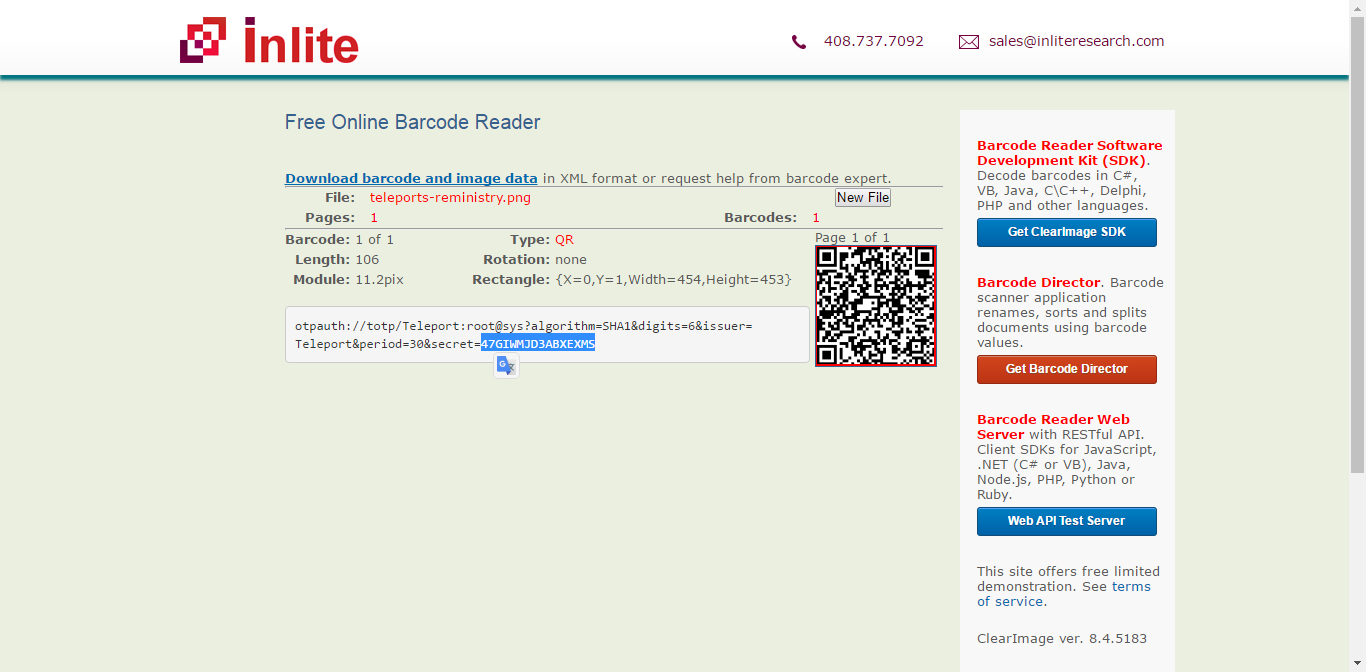 inlite
408.737.7092
sales@inliteresearch.com
Free Online Barcode Reader
Download barcode and image data in XML format or request help from barcode expert.
File: teleports-reministry.png
New File
Pages: 1
Barcodes: 1
Barcode: 1 of 1
Type: QR
Page 1 of 1
Length: 106
Rotation: none
Module: 11.2pix
Rectangle: {X=0,Y=1,Width=454,Height=453}
otpauth://totp/Teleport:root@sys?algorithm=SHA1&digits=6&issuer=
Teleport&period=30&secret=47GIWMJD3ABXEXMS
Barcode Reader Software
Development Kit (SDK).
Decode barcodes in C#,
VB, Java, C\C++, Delphi,
PHP and other languages.
Get ClearImage SDK
Barcode Director. Barcode
scanner application
renames, sorts and splits
documents using barcode
values.
Get Barcode Director
Barcode Reader Web
Server with RESTful API.
Client SDKs for JavaScript,
.NET (C# or VB), Java,
Node.js, PHP, Python or
Ruby.
Web API Test Server
This site offers free limited
demonstration. See terms
of service.
ClearImage ver. 8.4.5183